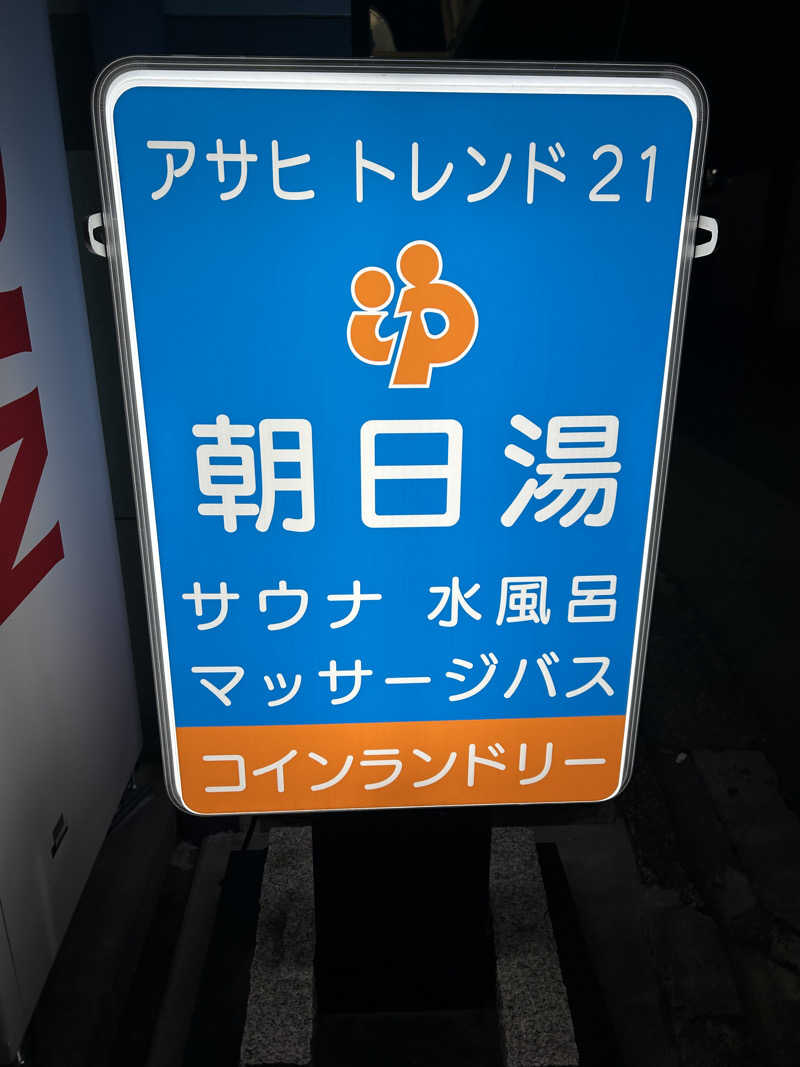 アサヒ トレンド 21
ゆ
朝日湯
サウナ 水風呂
マッサージバス
コインランドリー